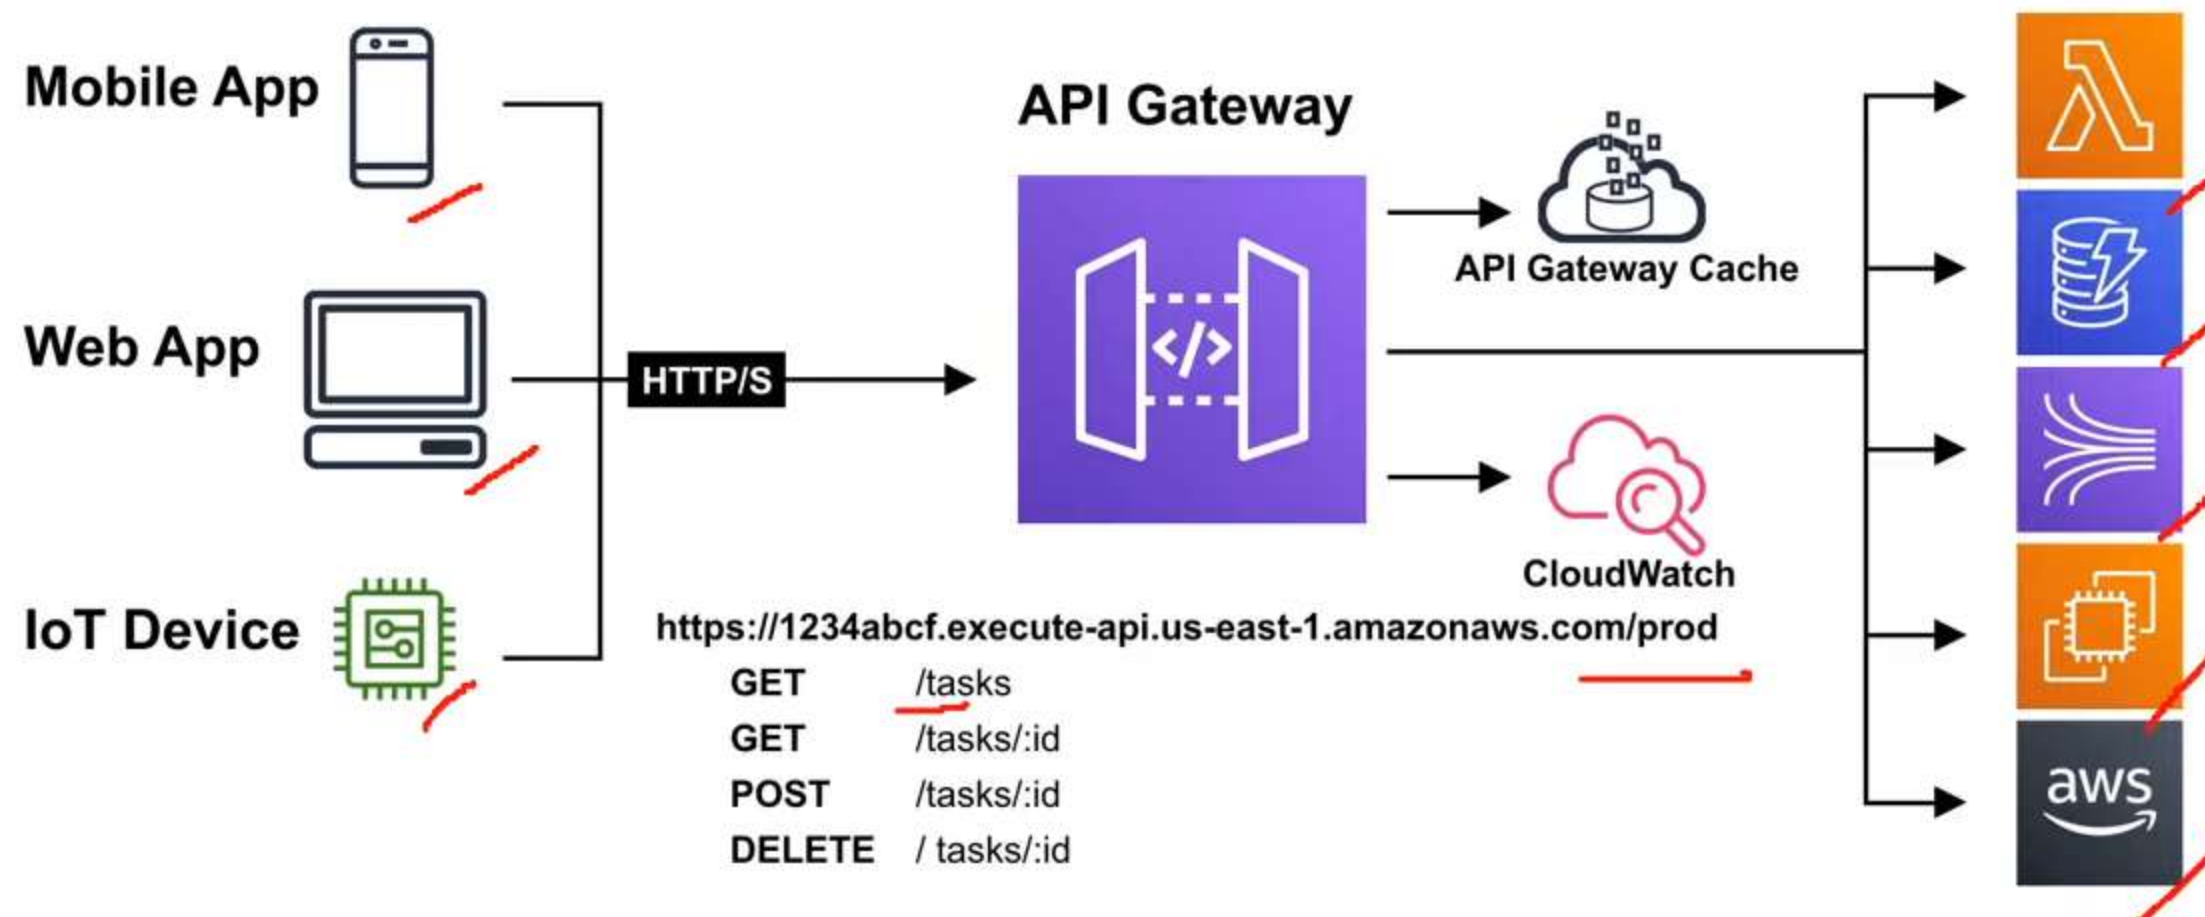 Mobile App
Web App
IoT Device
HTTP/S
API Gateway
</>
API Gateway Cache
CloudWatch
https://1234abcf.execute-api.us-east-1.amazonaws.com/prod
GET /tasks
GET /tasks/:id
POST /tasks/:id
DELETE / tasks/:id
aws